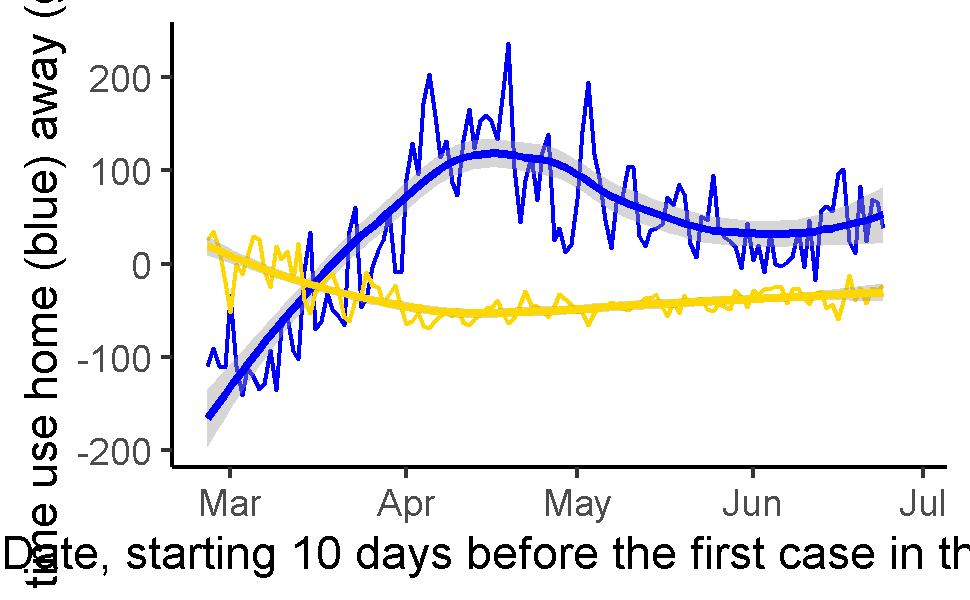 time use home (blue) away (
200
100
0
-100
-200
Mar Apr May Jun Jul
Date, starting 10 days before the first case in th